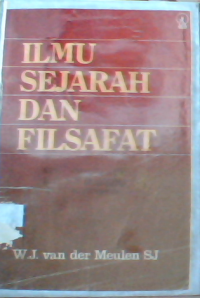 ILMU
SEJARAH
DAN
FILSAFAT
W.J. van der Meulen SJ